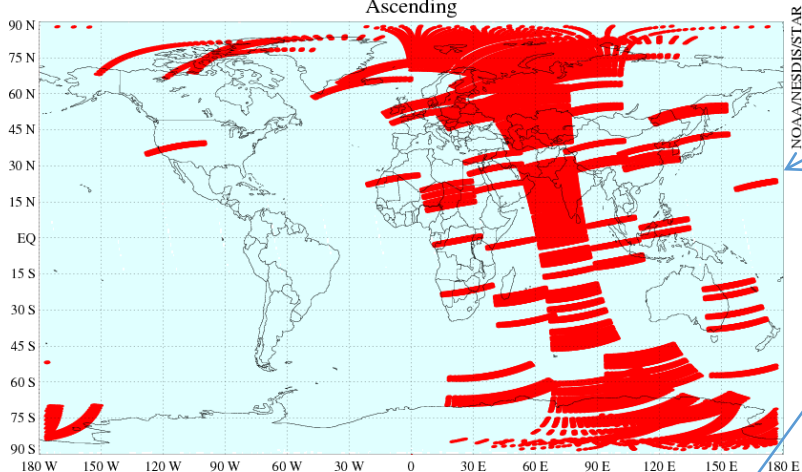 Ascending
90 N
75 N
60 N
45 N
30 N
15 N
EQ
15 S
30 S
45 S
60 S
75 S
90 S
180 W 150 W 120 W 90 W 60 W 30 W 0 30 E 60 E 90 E 120 E 150 E 180 E
NOAA/NESDIS/STAR